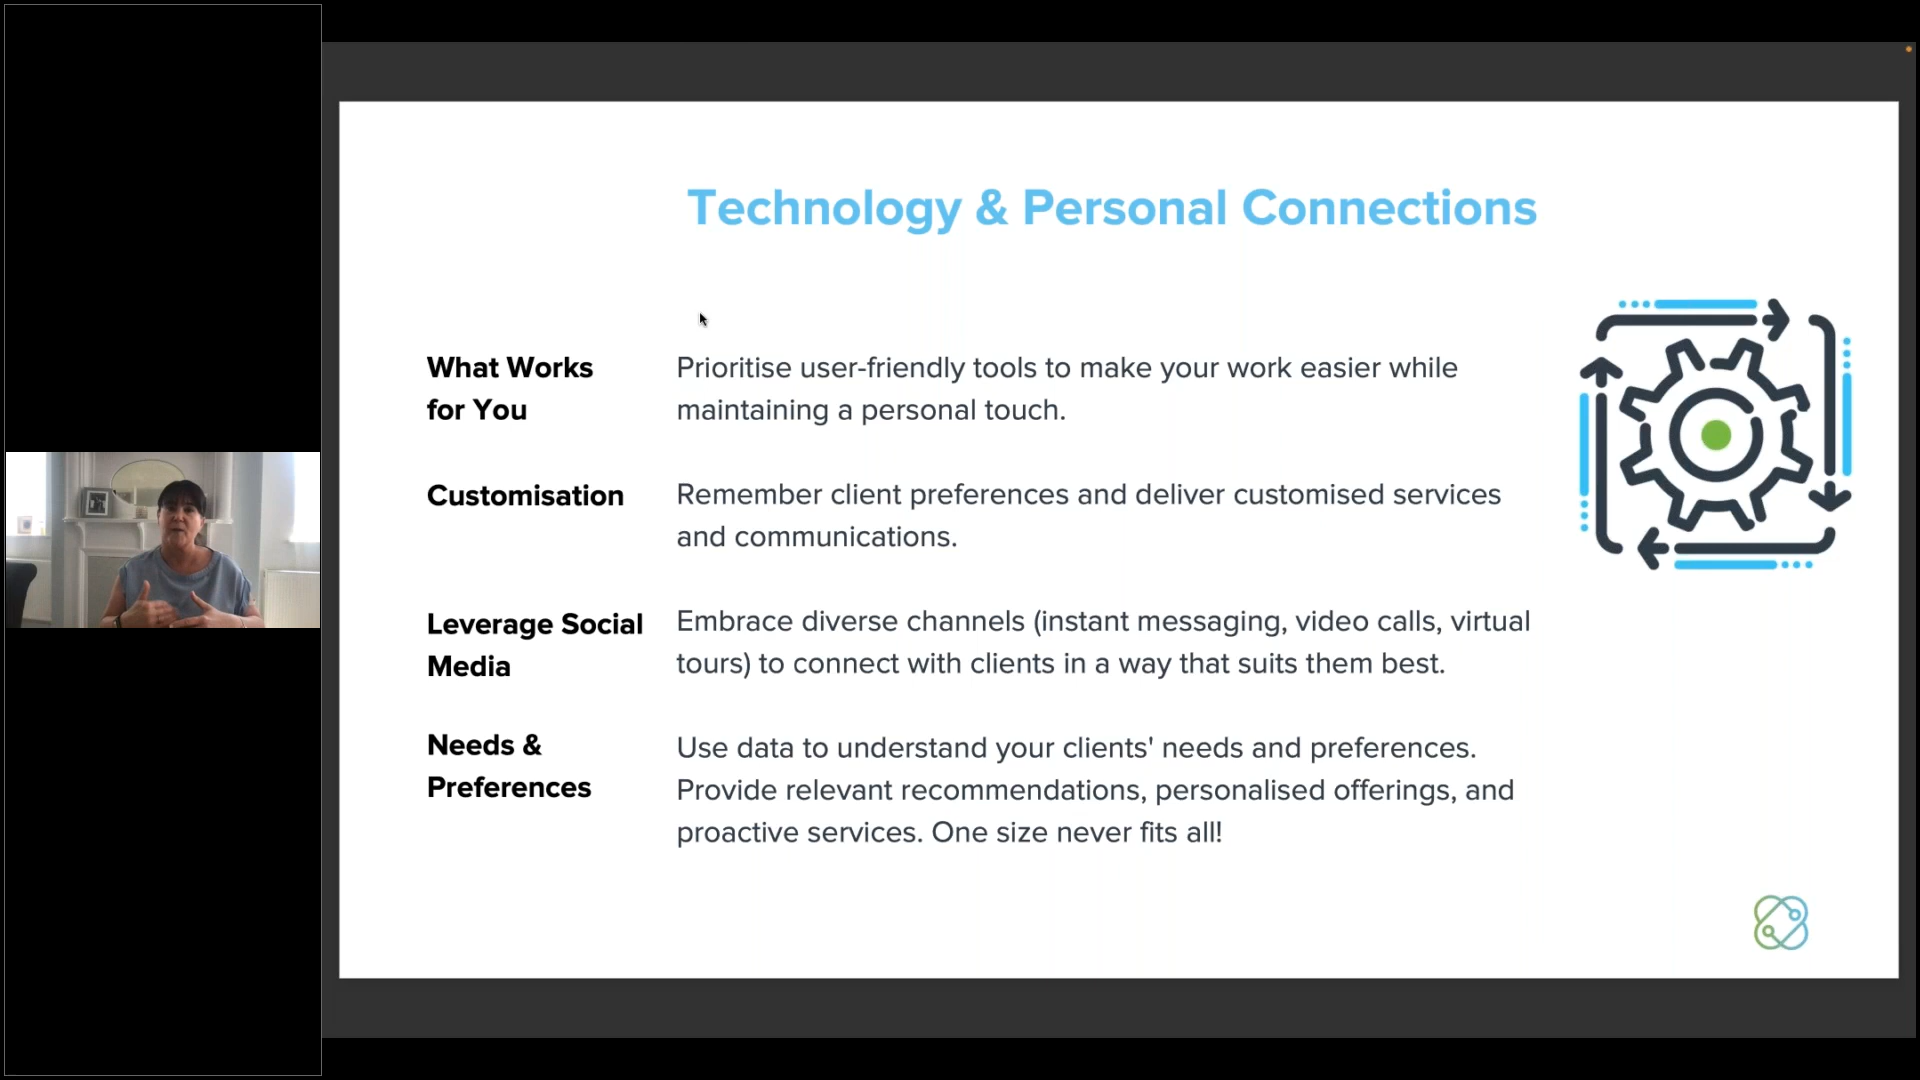 Technology & Personal Connections
What Works
for You
Prioritise user-friendly tools to make your work easier while
maintaining a personal touch.
Customisation
Remember client preferences and deliver customised services
and communications.
Leverage Social
Media
Embrace diverse channels (instant messaging, video calls, virtual
tours) to connect with clients in a way that suits them best.
Needs &
Preferences
Use data to understand your clients' needs and preferences.
Provide relevant recommendations, personalised offerings, and
proactive services. One size never fits all!